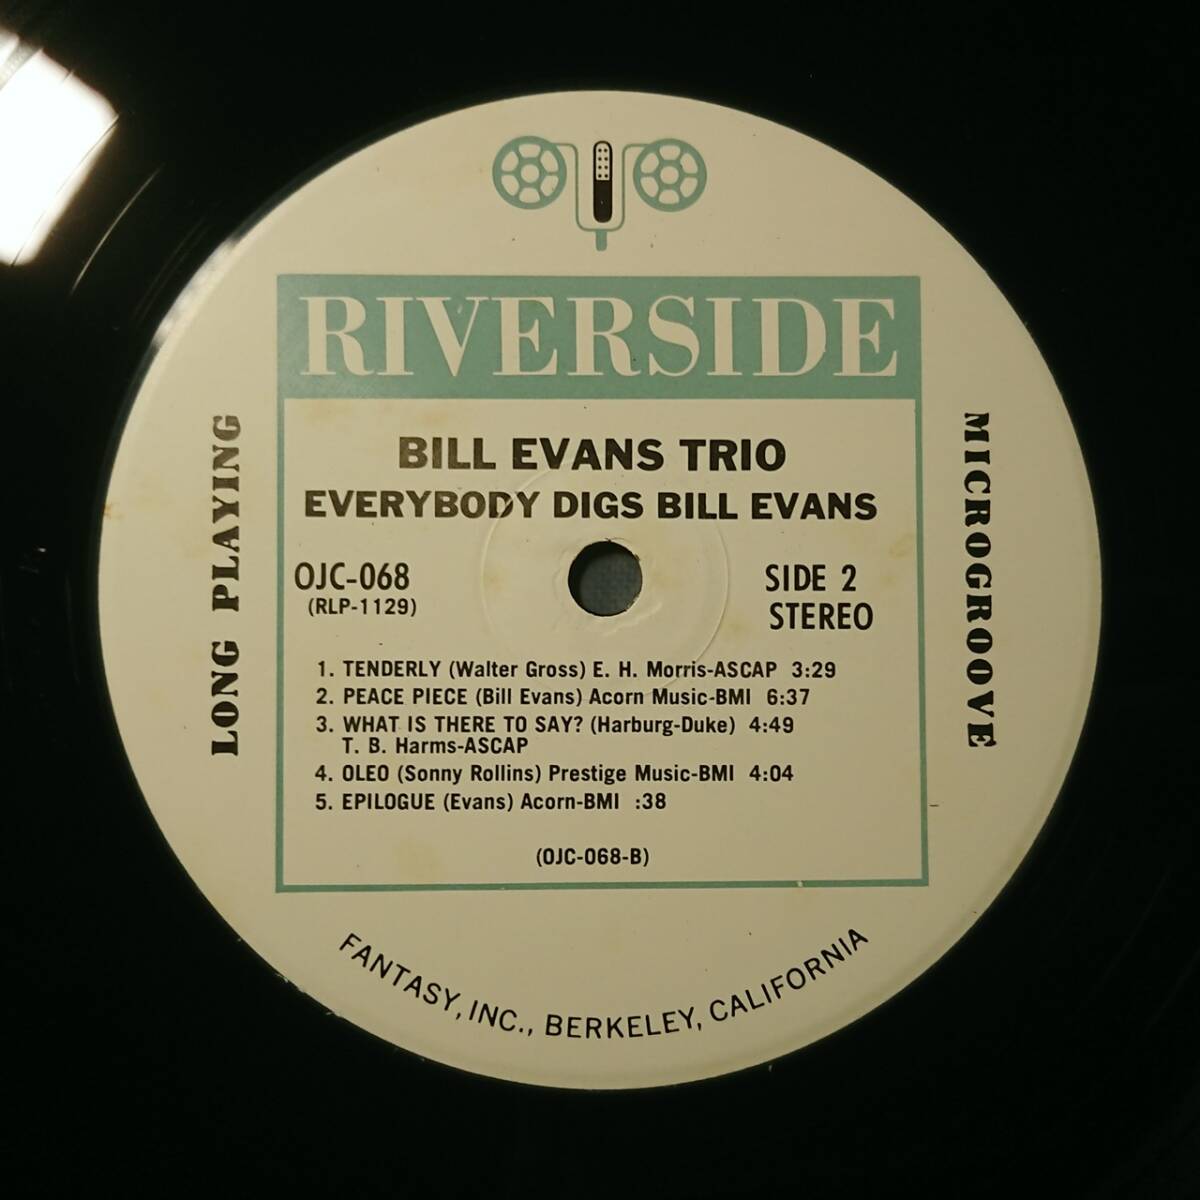 RIVERSIDE
BILL EVANS TRIO
EVERYBODY DIGS BILL EVANS
LONG PLAYING
MICROGROOVE
OJC-068
(RLP-1129)
SIDE 2
STEREO
1. TENDERLY (Walter Gross) E. H. Morris-ASCAP 3:29
2. PEACE PIECE (Bill Evans) Acorn Music-BMI 6:37
3. WHAT IS THERE TO SAY? (Harburg-Duke) 4:49
T. B. Harms-ASCAP
4. OLEO (Sonny Rollins) Prestige Music-BMI 4:04
5. EPILOGUE (Evans) Acorn-BMI :38
(OJC-068-B)
FANTASY, INC., BERKELEY, CALIFORNIA